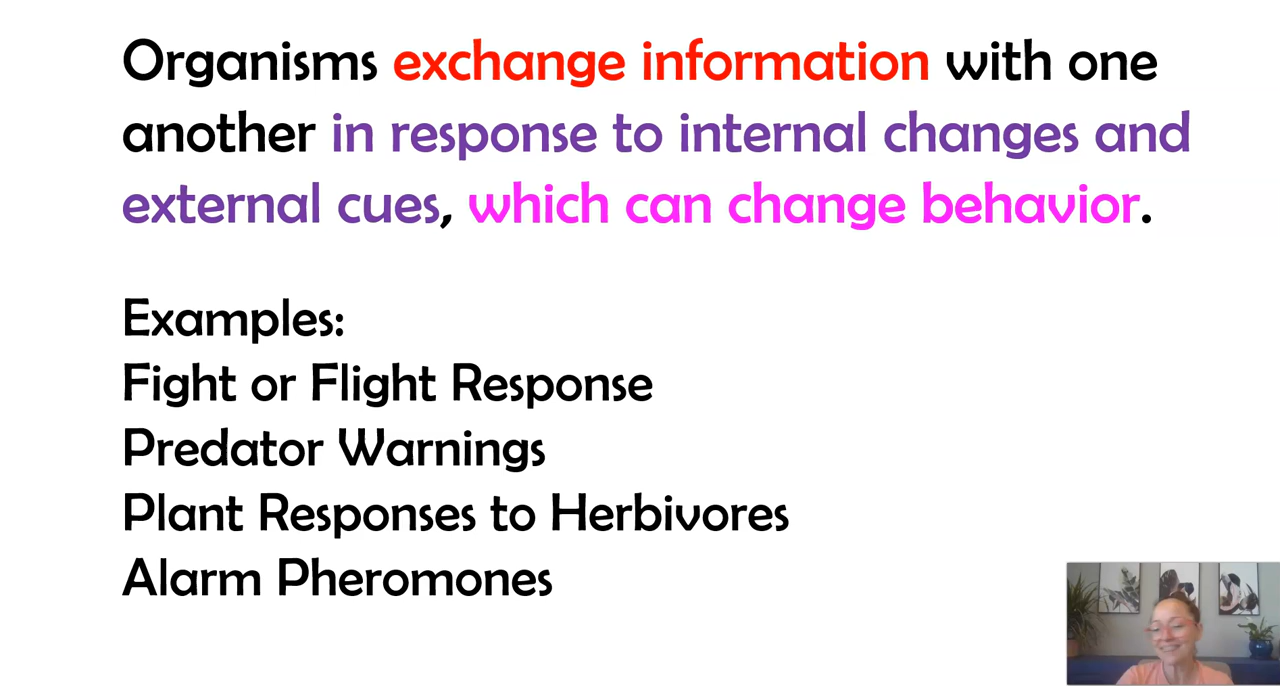 Organisms exchange information with one
another in response to internal changes and
external cues, which can change behavior.
Examples:
Fight or Flight Response
Predator Warnings
Plant Responses to Herbivores
Alarm Pheromones